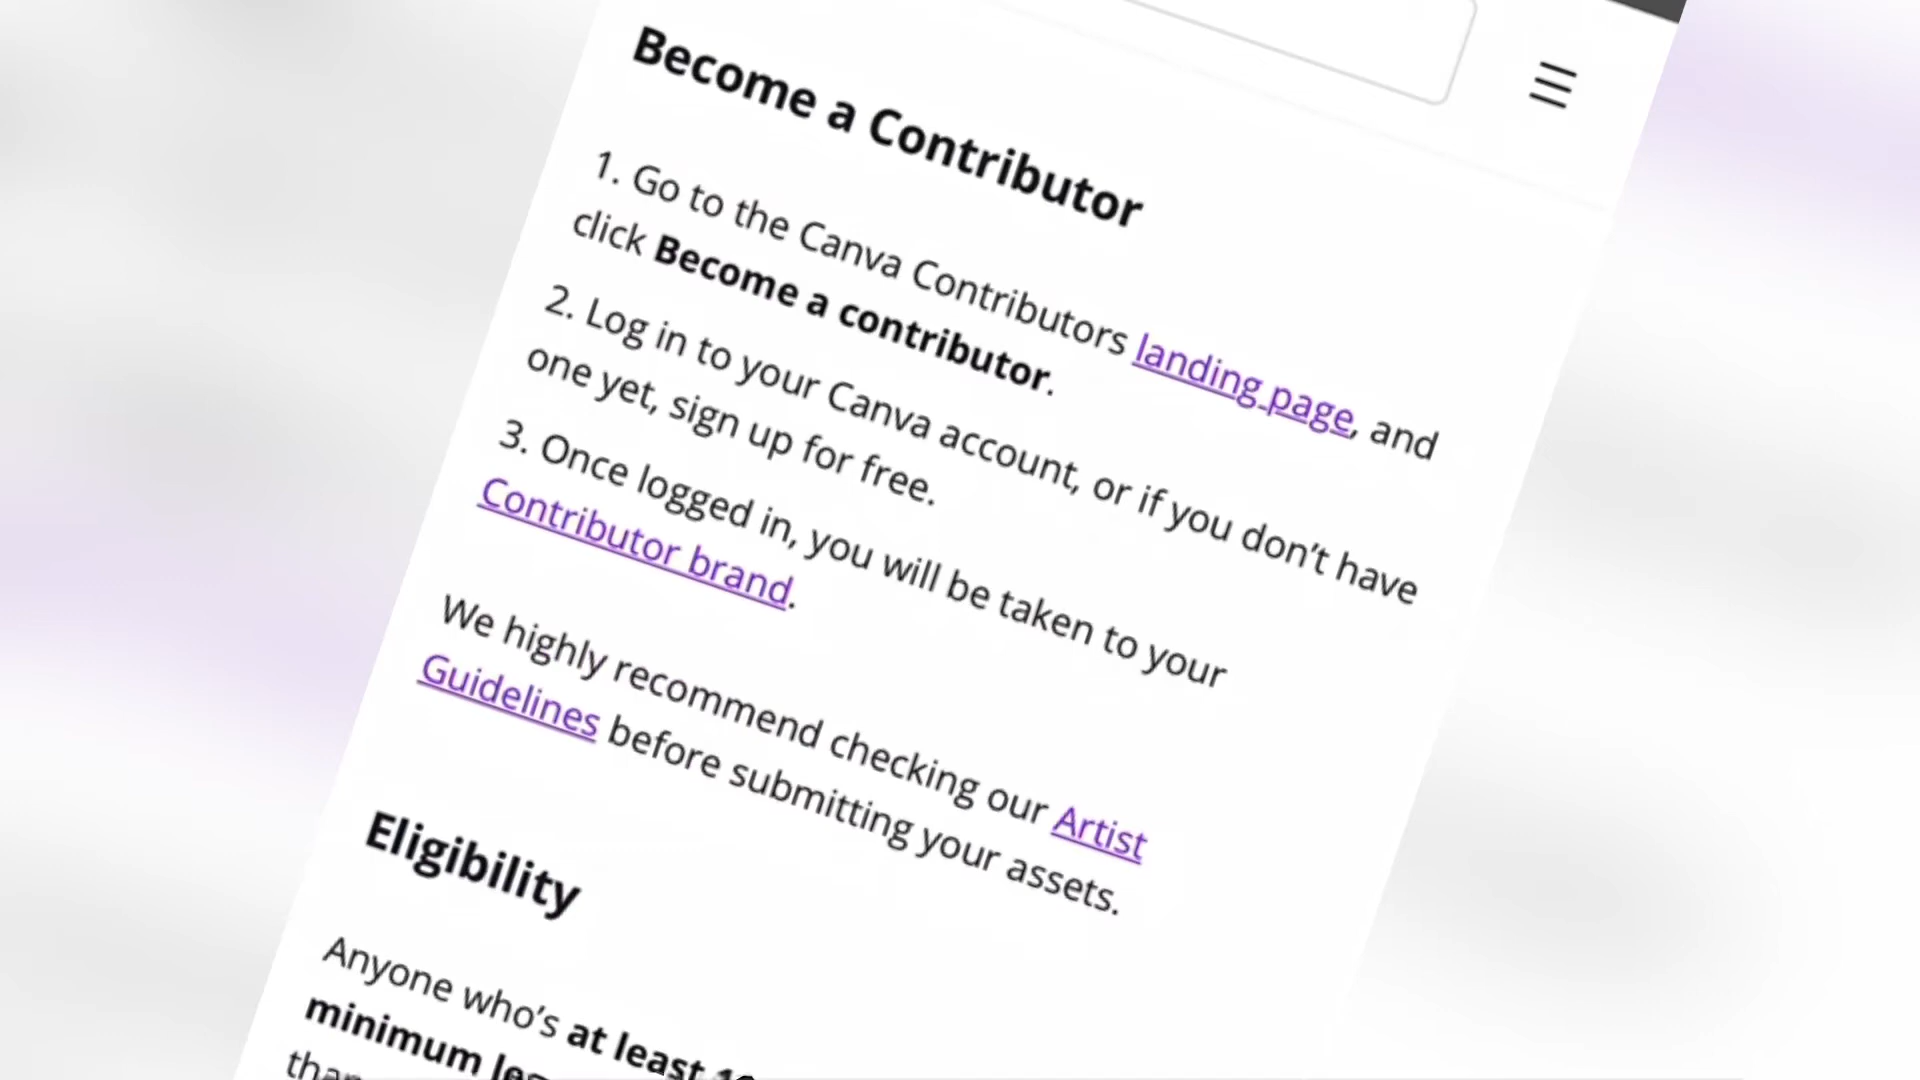 Become a Contributor
1. Go to the Canva Contributors landing page, and
click Become a contributor.
2. Log in to your Canva account, or if you don’t have
one yet, sign up for free.
3. Once logged in, you will be taken to your
Contributor brand.
We highly recommend checking our Artist
Guidelines before submitting your assets.
Eligibility
Anyone who’s at least
minimum